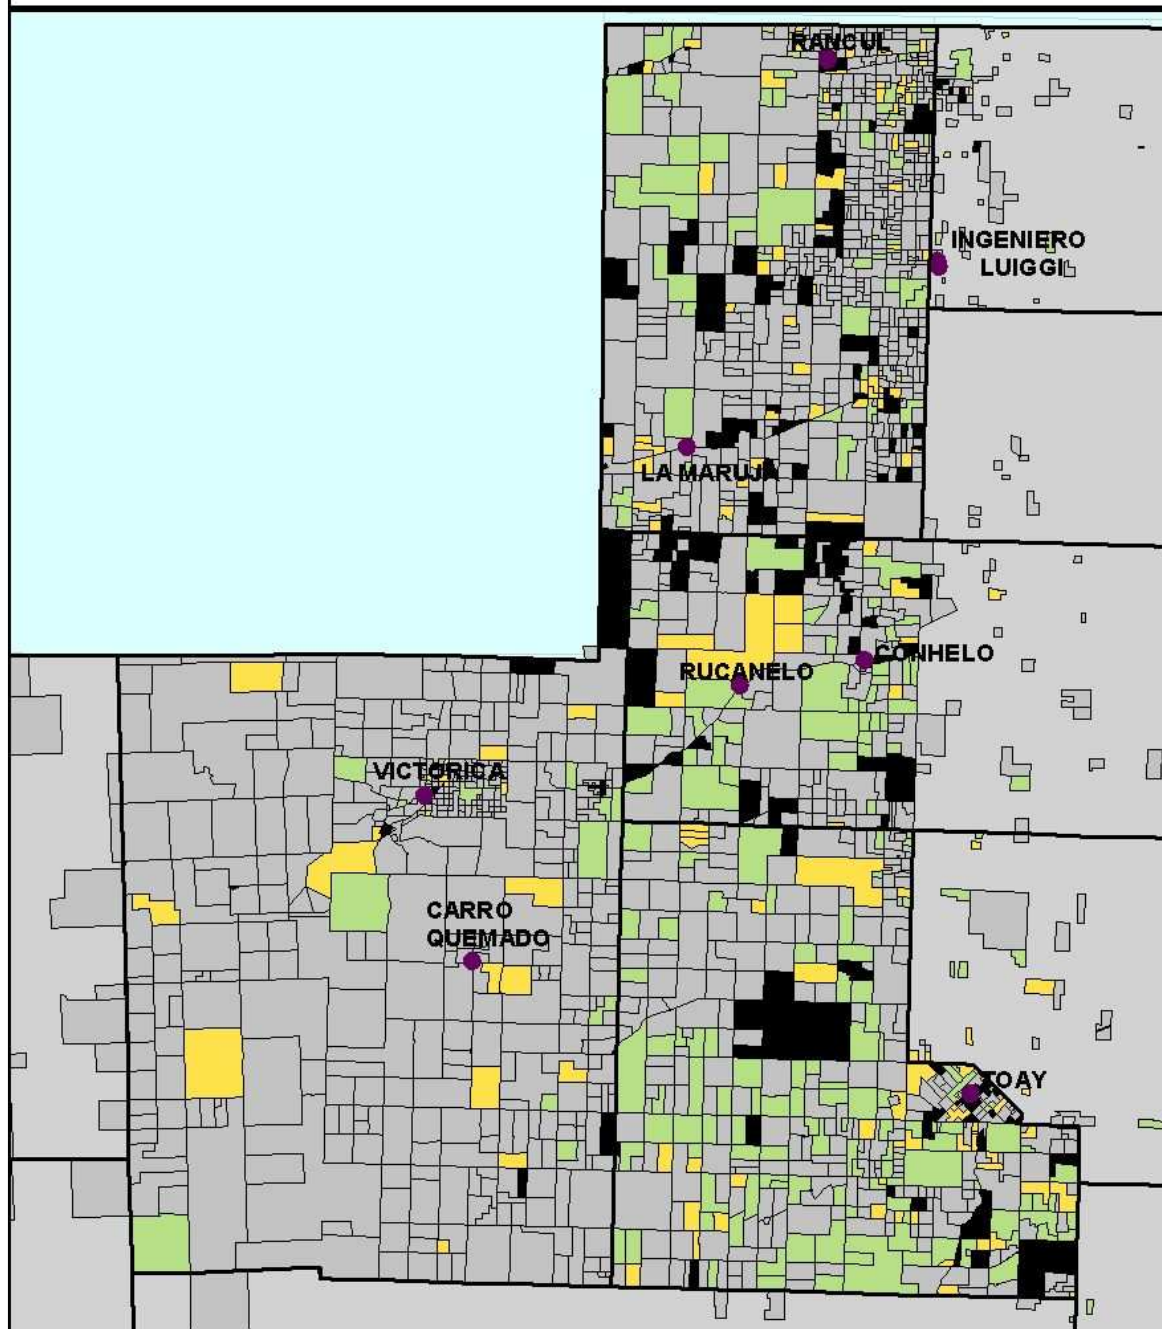 RANCUL
INGENIERO
LUIGGI
LA MARUJA
CONHELO
RUCANELO
VICTORICA
CARRO
QUEMADO
TOAY